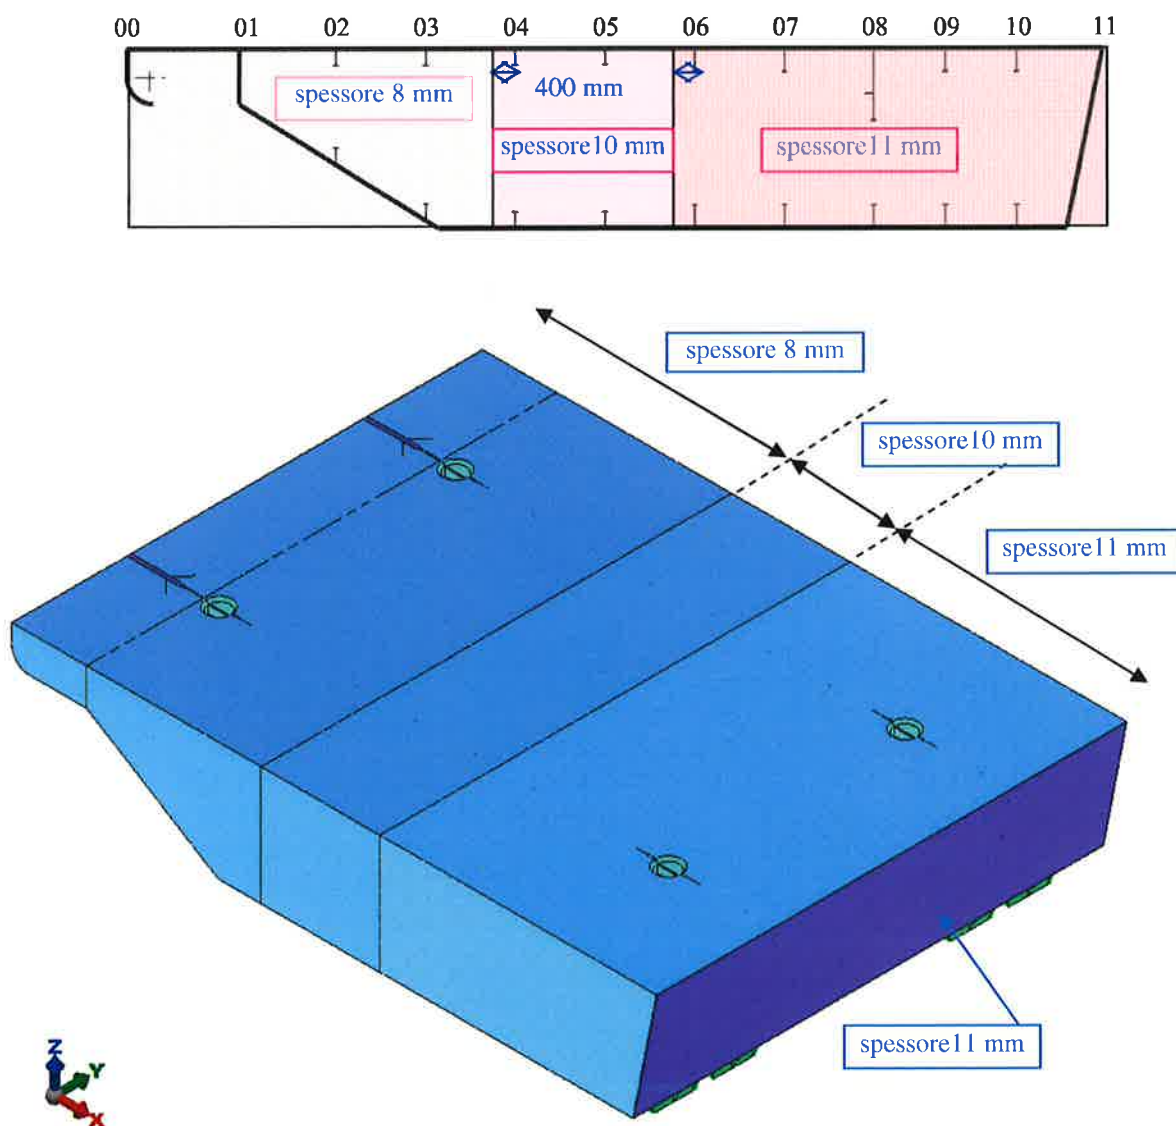 00 01 02 03 04 05 06 07 08 09 10 11
spessore 8 mm
400 mm
spessore10 mm
spessore11 mm
spessore 8 mm
spessore10 mm
spessore11 mm
spessore11 mm
Z
Y
X